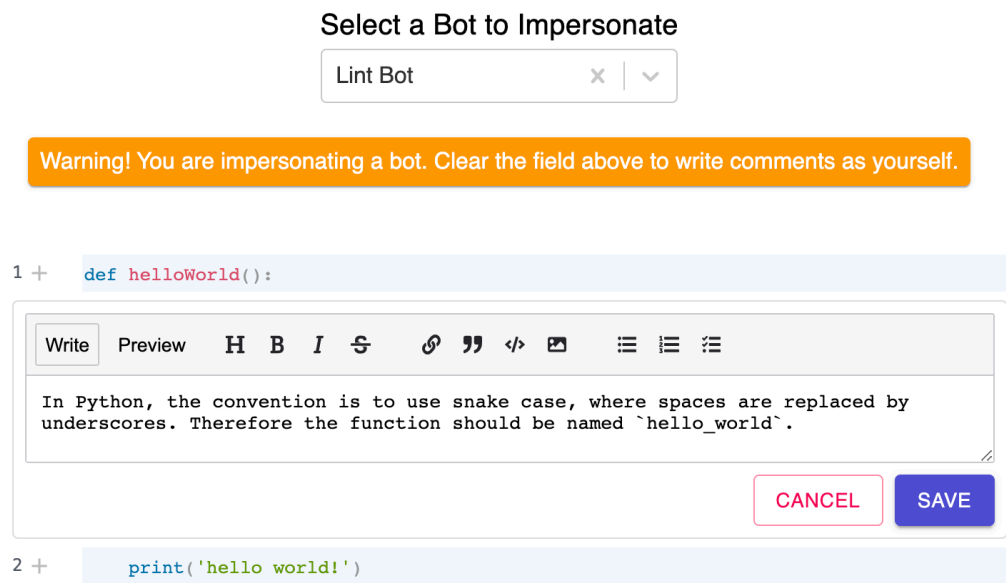 Select a Bot to Impersonate
Lint Bot
Warning! You are impersonating a bot. Clear the field above to write comments as yourself.
1 + def helloWorld():
Write Preview H B I S
In Python, the convention is to use snake case, where spaces are replaced by
underscores. Therefore the function should be named `hello_world`.
CANCEL SAVE
2 + print('hello world!')